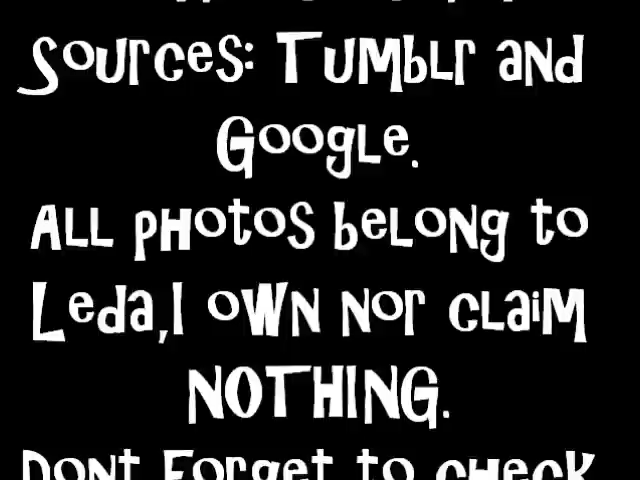 Sources: Tumblr and
Google.
All photos belong to
Leda,I own nor claim
NOTHING.
Dont Forget to check